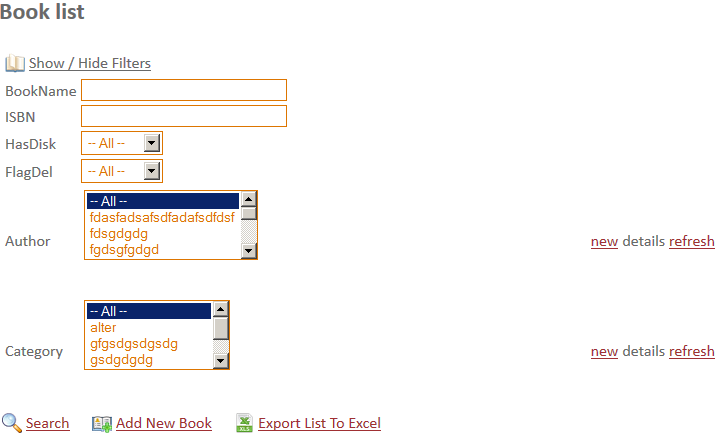 Book list
Show / Hide Filters
BookName
ISBN
HasDisk -- All --
FlagDel -- All --
Author
-- All --
fdasfadsafsdfadafsdfdsf
fdsgdgdg
fgdsgfgdgd
new details refresh
Category
-- All --
alter
gfgsdgsdgsdg
gsdgdgdg
new details refresh
Search Add New Book XLS Export List To Excel